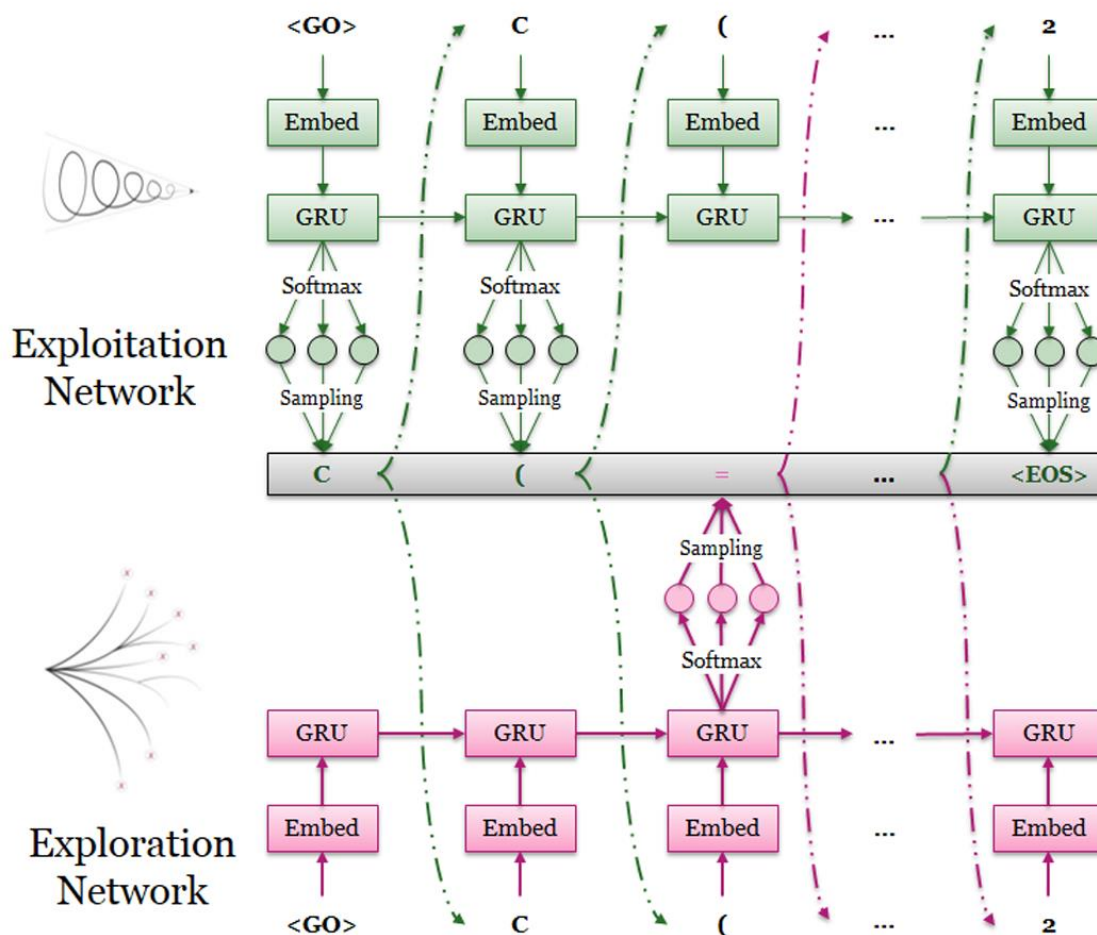 <GO> C ( ... 2
Embed Embed Embed ... Embed
GRU GRU GRU ... GRU
Softmax Softmax Softmax
Exploitation
Network
Sampling Sampling Sampling
C ( = ... <EOS>
Sampling
x
x
x
x
x
x
x
Softmax
GRU GRU GRU ... GRU
Exploration
Network
Embed Embed Embed ... Embed
<GO> C ( ... 2